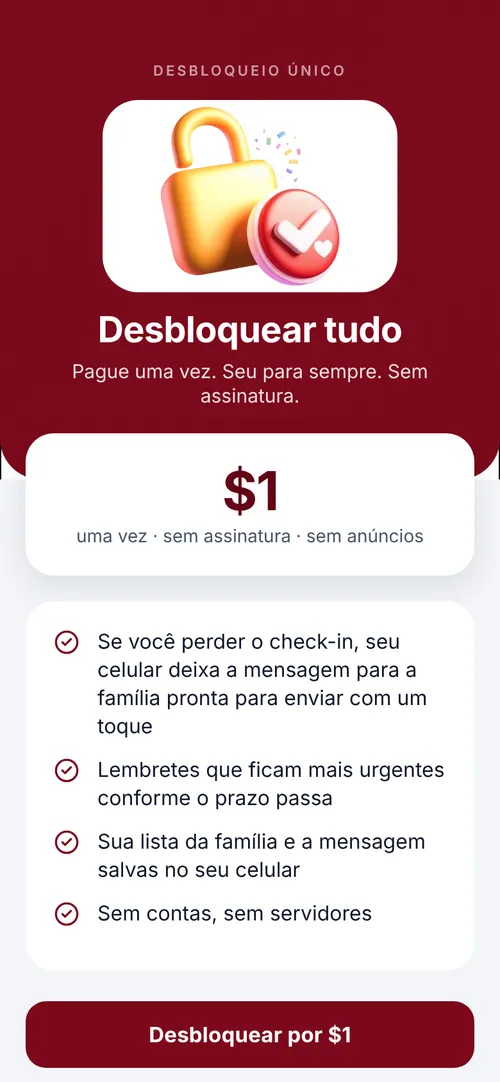 DESBLOQUEIO ÚNICO
Desbloquear tudo
Pague uma vez. Seu para sempre. Sem
assinatura.
$1
uma vez · sem assinatura · sem anúncios
Se você perder o check-in, seu
celular deixa a mensagem para a
família pronta para enviar com um
toque
Lembretes que ficam mais urgentes
conforme o prazo passa
Sua lista da família e a mensagem
salvas no seu celular
Sem contas, sem servidores
Desbloquear por $1